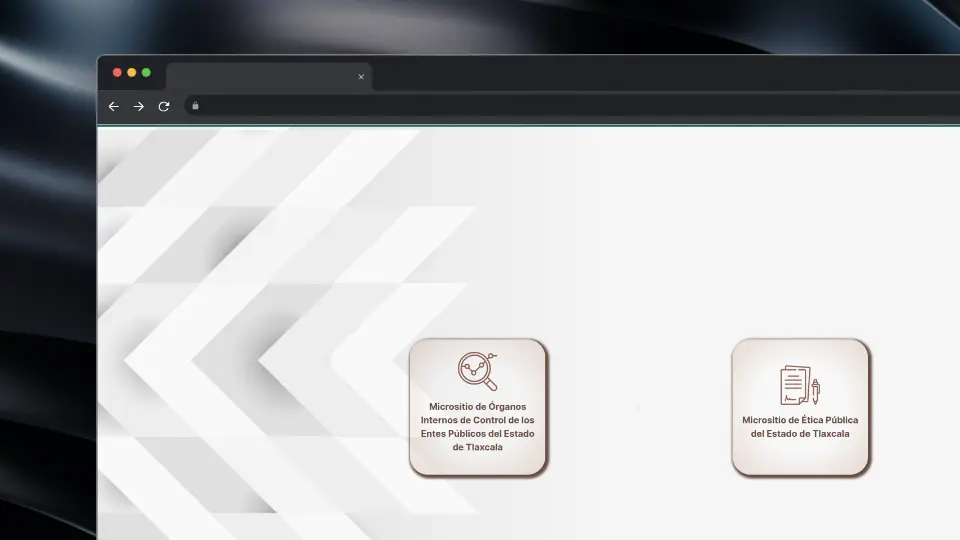 Micrositio de Órganos
Internos de Control de los
Entes Públicos del Estado
de Tlaxcala
Micrositio de Ética Pública
del Estado de Tlaxcala